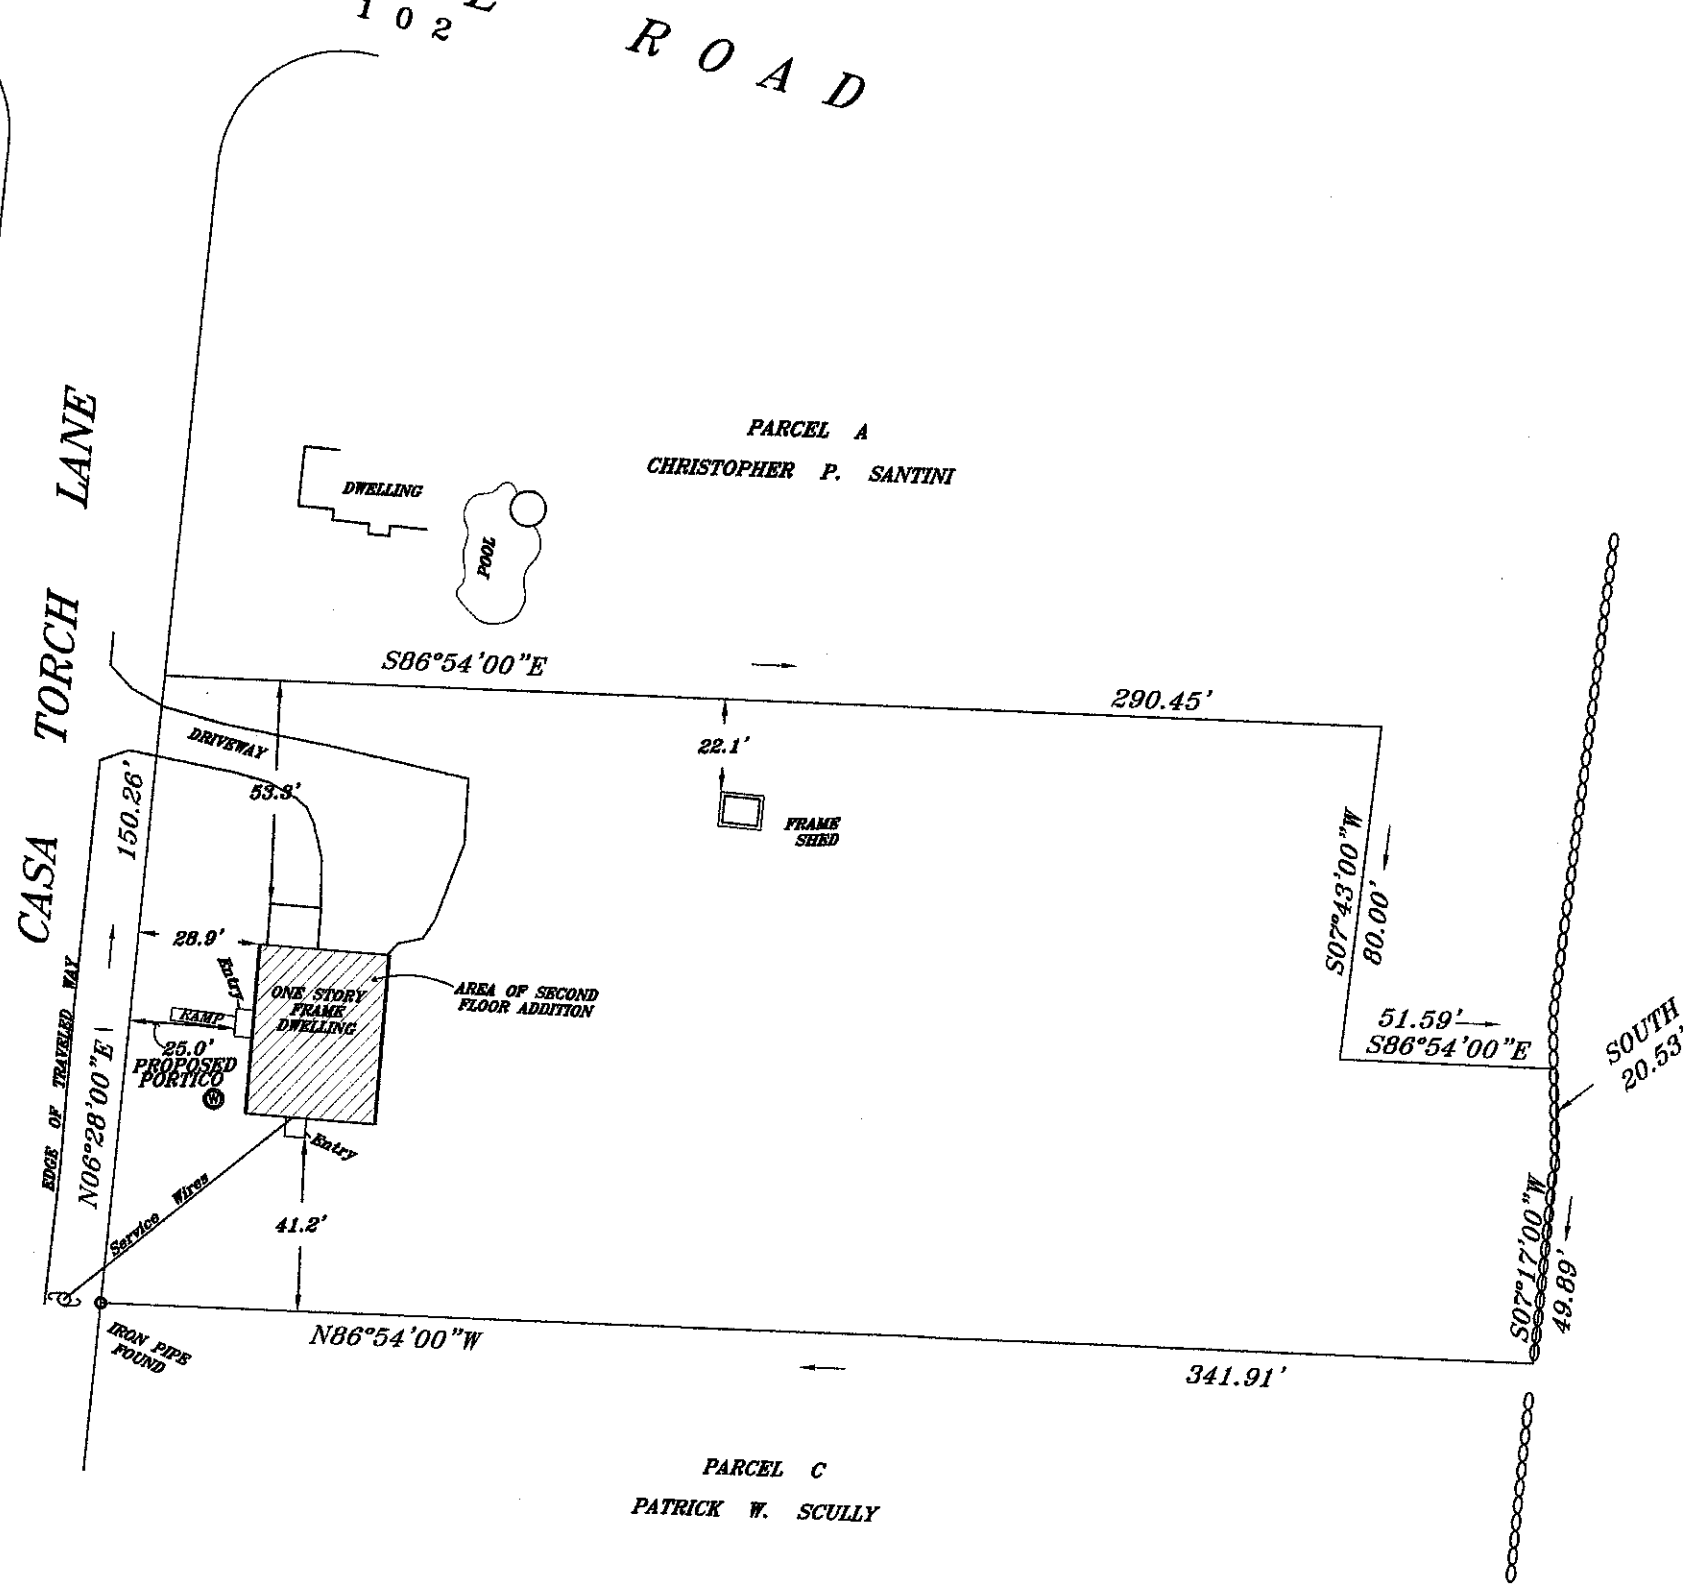 102
ROAD
CASA TORCH LANE
PARCEL A
CHRISTOPHER P. SANTINI
DWELLING
POOL
S86°54'00"E
290.45'
DRIVEWAY
53.3'
22.1'
FRAME
SHED
150.26'
N06°28'00"E
EDGE OF TRAVELED WAY
28.9'
Entry
RAMP
25.0'
PROPOSED
PORTICO
W
ONE STORY
FRAME
DWELLING
AREA OF SECOND
FLOOR ADDITION
Entry
Service Wires
41.2'
S07°43'00"W
80.00'
51.59'
S86°54'00"E
SOUTH
20.53'
S07°17'00"W
49.89'
IRON PIPE
FOUND
N86°54'00"W
341.91'
PARCEL C
PATRICK W. SCULLY